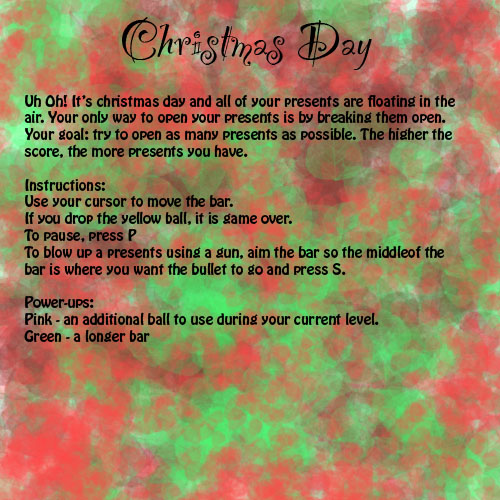 Christmas Day
Uh Oh! It's christmas day and all of your presents are floating in the
air. Your only way to open your presents is by breaking them open.
Your goal: try to open as many presents as possible. The higher the
score, the more presents you have.
Instructions:
Use your cursor to move the bar.
If you drop the yellow ball, it is game over.
To pause, press P
To blow up a presents using a gun, aim the bar so the middleof the
bar is where you want the bullet to go and press S.
Power-ups:
Pink - an additional ball to use during your current level.
Green - a longer bar